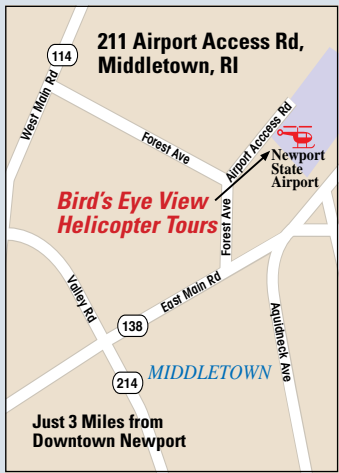 211 Airport Access Rd,
Middletown, RI
114
West Main Rd
Forest Ave
Airport Acccess Rd
Newport
State
Airport
Bird's Eye View
Helicopter Tours
Forest Ave
East Main Rd
Valley Rd
138
Aquidneck Ave
214
MIDDLETOWN
Just 3 Miles from
Downtown Newport